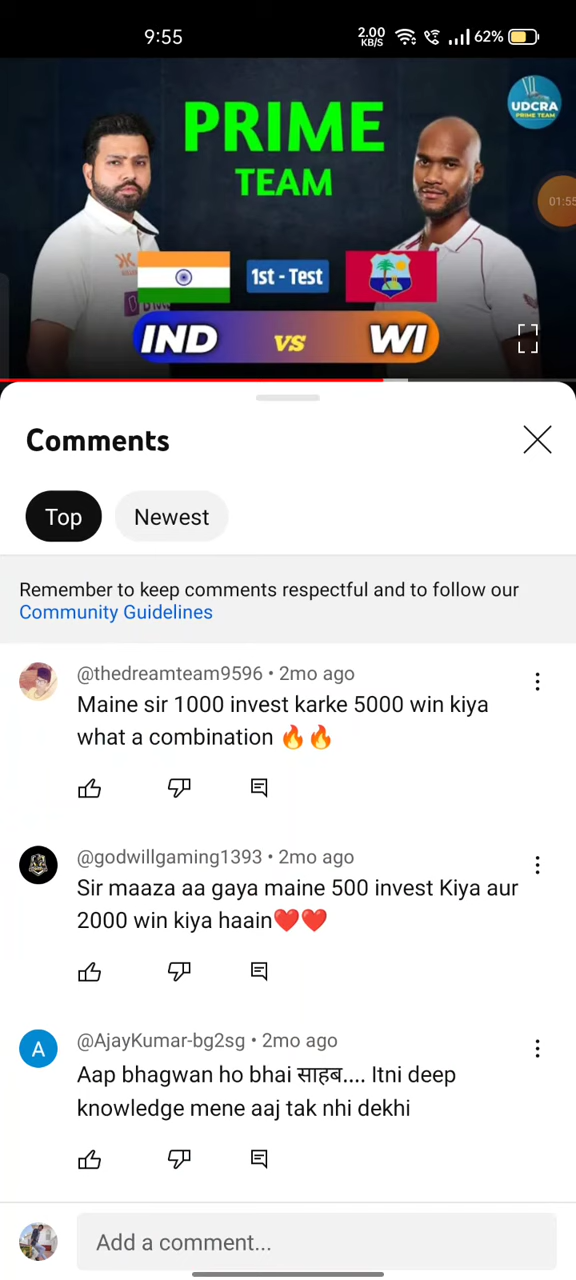 9:55
2.00 KB/S
62%
UDCRA
PRIME TEAM
PRIME
TEAM
01:55
1st - Test
IND vs WI
Comments
Top
Newest
Remember to keep comments respectful and to follow our
Community Guidelines
@thedreamteam9596 • 2mo ago
Maine sir 1000 invest karke 5000 win kiya
what a combination 🔥🔥
@godwillgaming1393 • 2mo ago
Sir maaza aa gaya maine 500 invest Kiya aur
2000 win kiya haain❤️❤️
A
@AjayKumar-bg2sg • 2mo ago
Aap bhagwan ho bhai साहब.... Itni deep
knowledge mene aaj tak nhi dekhi
Add a comment...